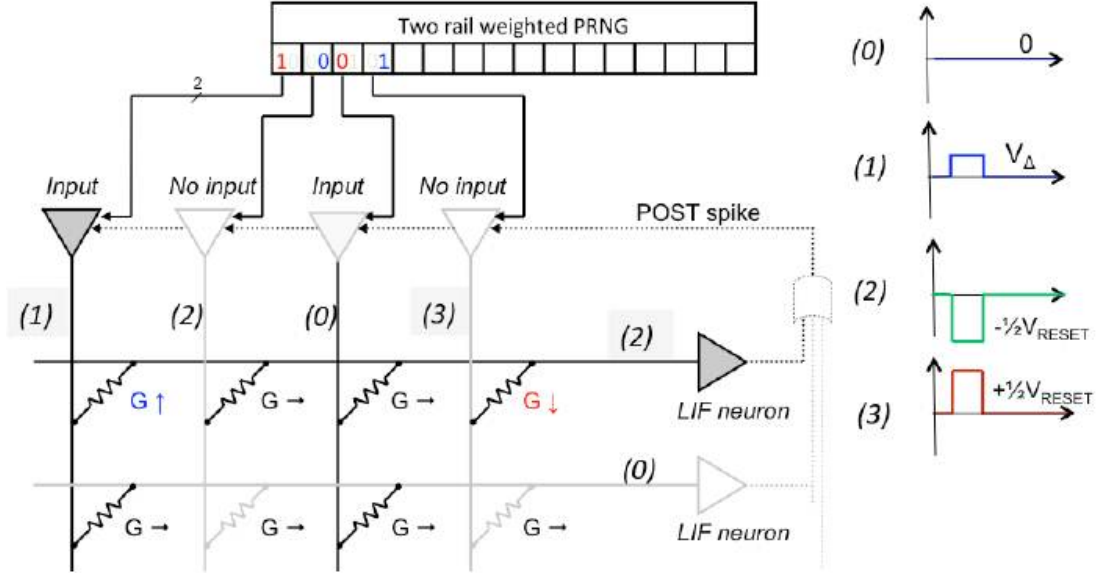 Two rail weighted PRNG
1 0 0 1
2
Input
No input
Input
No input
POST spike
(1)
(2)
(0)
(3)
(2)
G ↑
G →
G →
G ↓
LIF neuron
(0)
G →
G →
G →
G →
LIF neuron
(0)
0
(1)
V∆
(2)
-½VRESET
(3)
+½VRESET